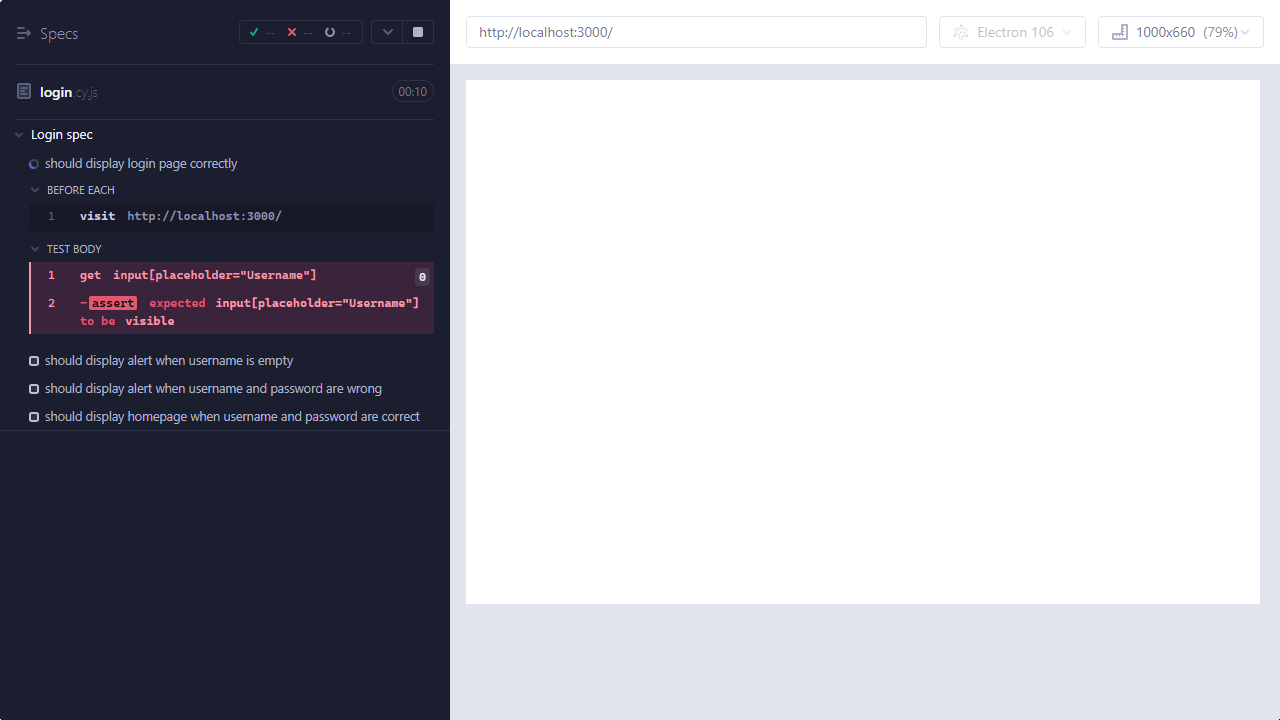 Specs
--
--
--
http://localhost:3000/
Electron 106
1000x660 (79%)
login.cy.js
00:10
Login spec
should display login page correctly
BEFORE EACH
1 visit http://localhost:3000/
TEST BODY
1 get input[placeholder="Username"] 0
2 -assert expected input[placeholder="Username"]
to be visible
should display alert when username is empty
should display alert when username and password are wrong
should display homepage when username and password are correct